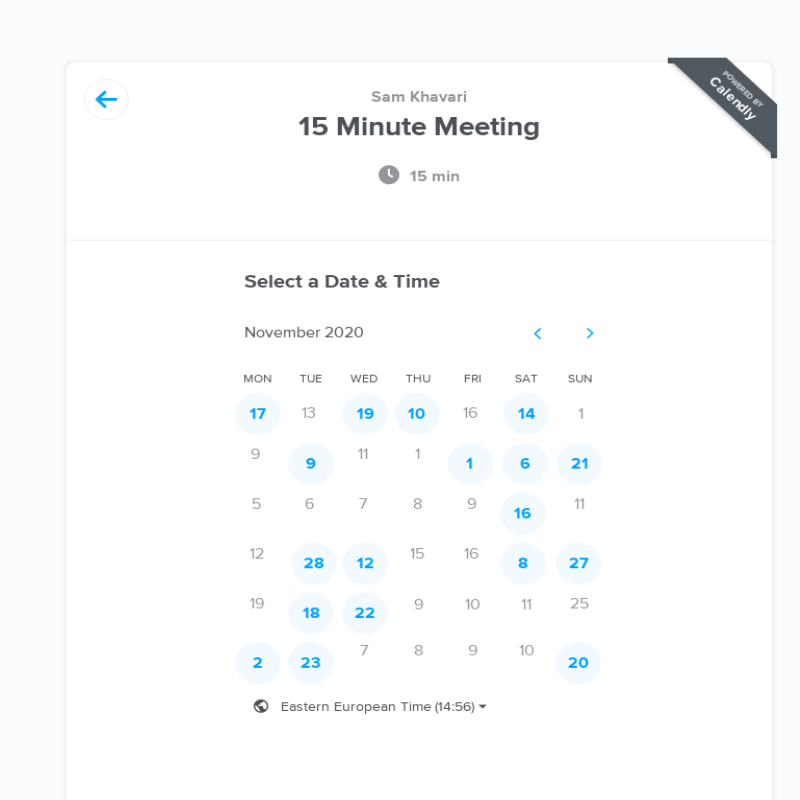 POWERED BY
Calendly
Sam Khavari
15 Minute Meeting
15 min
Select a Date & Time
November 2020
MON TUE WED THU FRI SAT SUN
17 13 19 10 16 14 1
9 9 11 1 1 6 21
5 6 7 8 9 16 11
12 28 12 15 16 8 27
19 18 22 9 10 11 25
2 23 7 8 9 10 20
Eastern European Time (14:56)